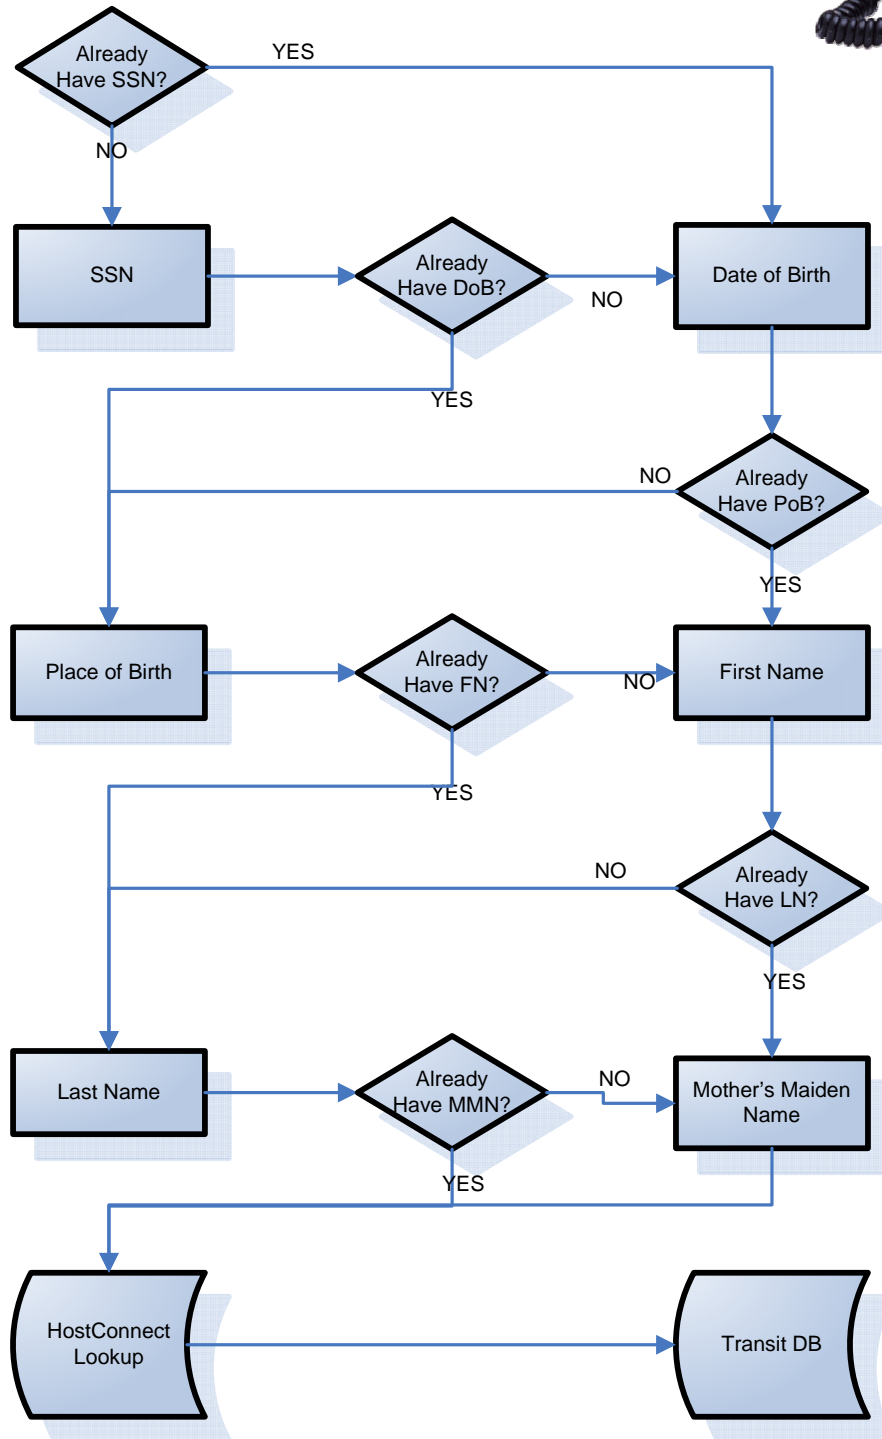 Already
Have SSN?
YES
NO
SSN
Already
Have DoB?
NO
Date of Birth
YES
Already
Have PoB?
NO
YES
Place of Birth
Already
Have FN?
NO
First Name
YES
Already
Have LN?
NO
YES
Last Name
Already
Have MMN?
NO
Mother's Maiden
Name
YES
HostConnect
Lookup
Transit DB